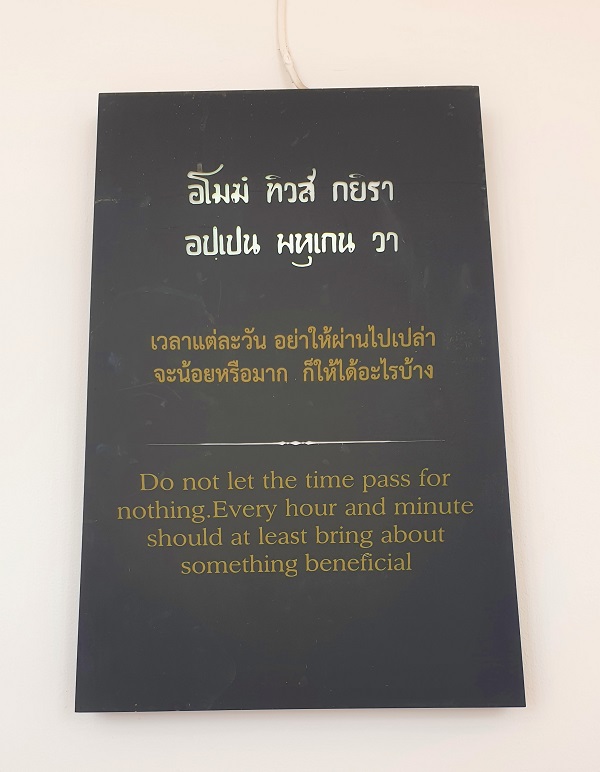 อโมฆํ ทิวสํ กยิรา
อปฺเปน พหุเกน วา
เวลาแต่ละวัน อย่าให้ผ่านไปเปล่า
จะน้อยหรือมาก ก็ให้ได้อะไรบ้าง
Do not let the time pass for
nothing.Every hour and minute
should at least bring about
something beneficial